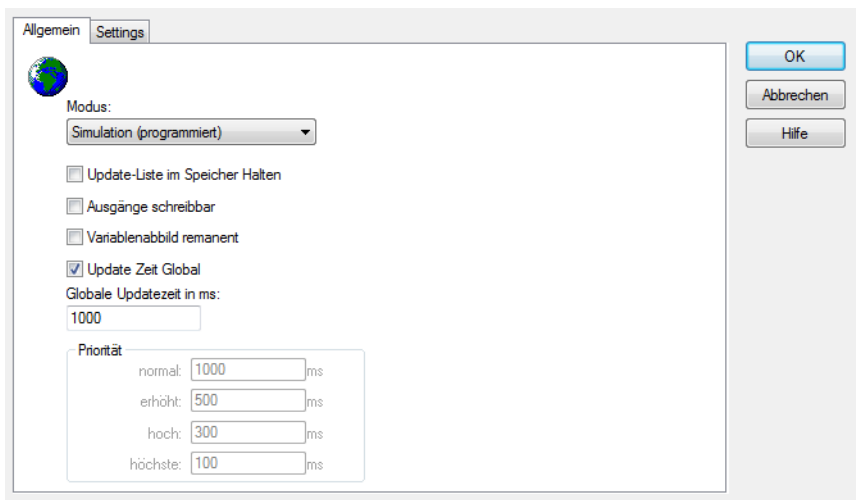 Allgemein Settings
OK
Abbrechen
Hilfe
Modus:
Simulation (programmiert)
Update-Liste im Speicher Halten
Ausgänge schreibbar
Variablenabbild remanent
Update Zeit Global
Globale Updatezeit in ms:
1000
Priorität
normal: 1000 ms
erhöht: 500 ms
hoch: 300 ms
höchste: 100 ms